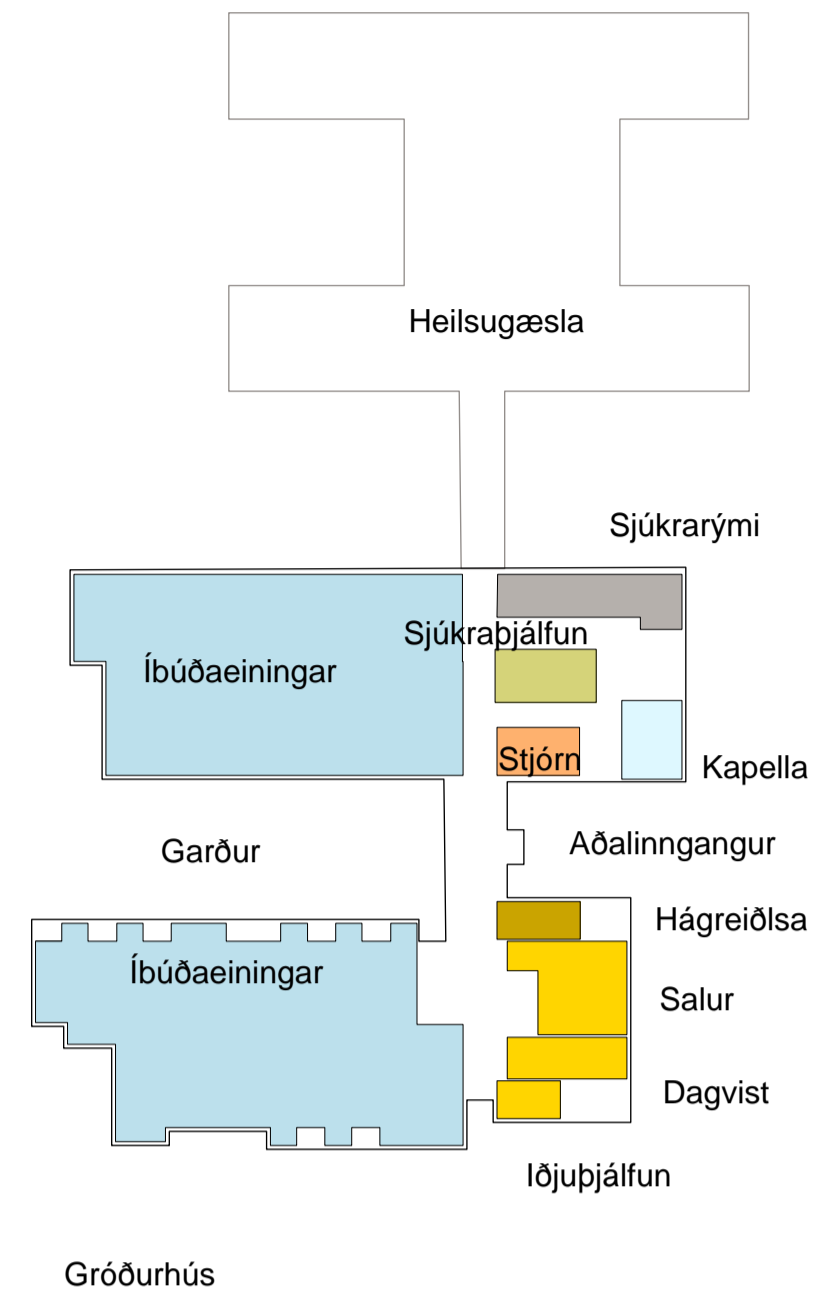 Heilsugæsla
Sjúkrarými
Sjúkraþjálfun
Íbúðaeiningar
Stjórn
Kapella
Garður
Aðalinngangur
Hágreiðlsa
Íbúðaeiningar
Salur
Dagvist
Iðjuþjálfun
Gróðurhús